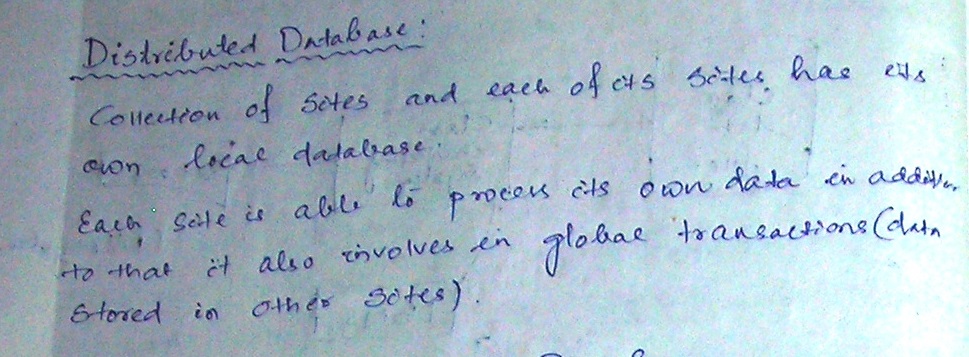 Distributed Database:
Collection of sites and each of its sites has its
own local database.
Each site is able to process its own data in addition
to that it also involves in global transactions (data
stored in other sites).